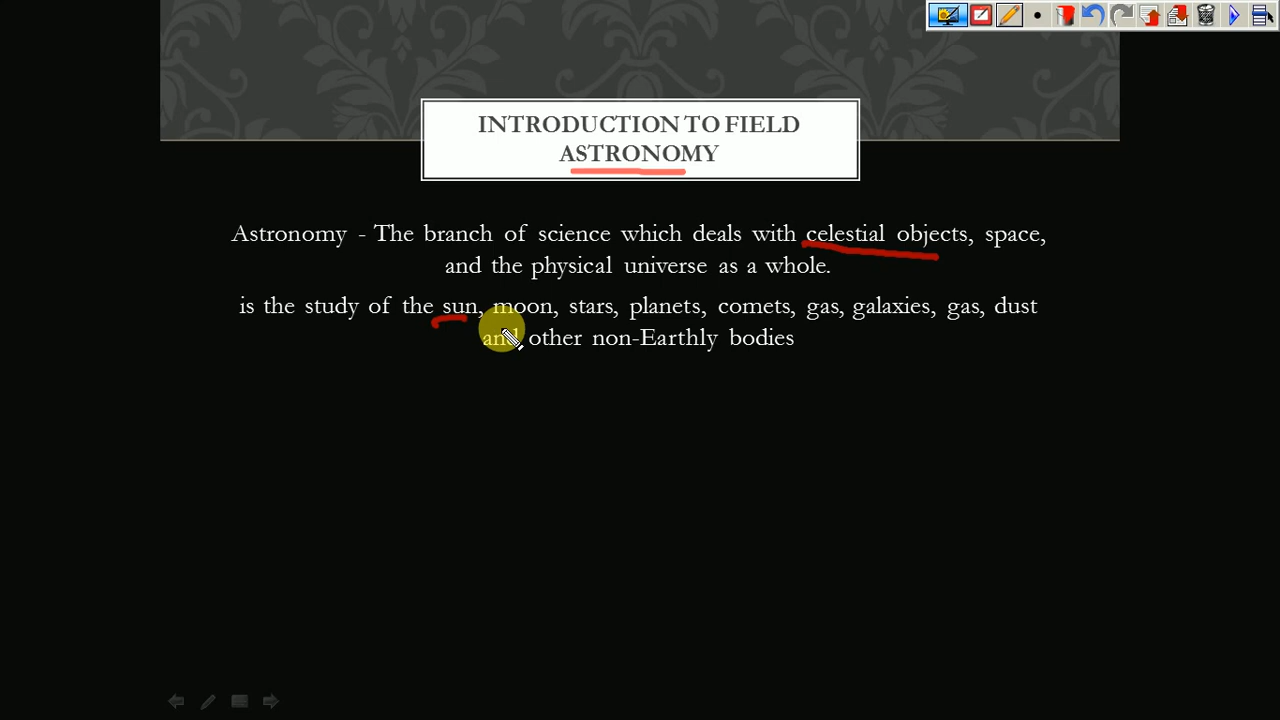 INTRODUCTION TO FIELD
ASTRONOMY
Astronomy - The branch of science which deals with celestial objects, space,
and the physical universe as a whole.
is the study of the sun, moon, stars, planets, comets, gas, galaxies, gas, dust
and other non-Earthly bodies